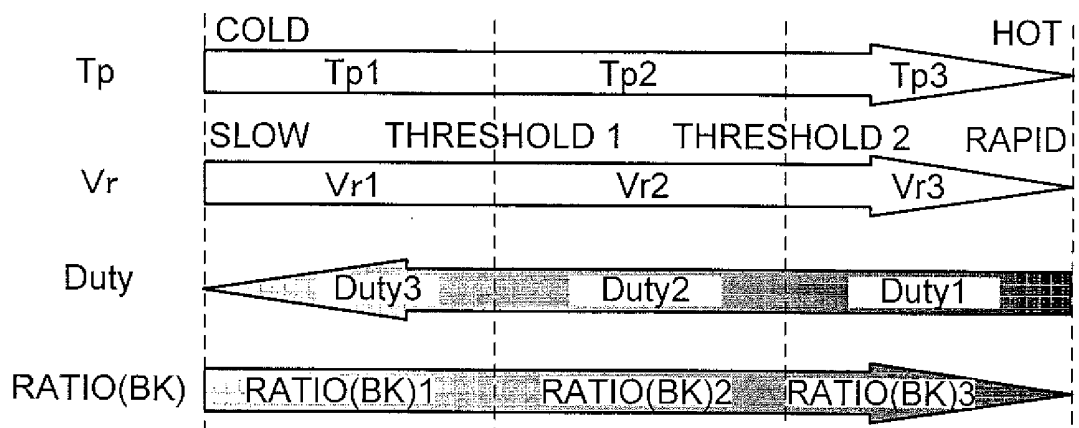 COLD HOT
Tp Tp1 Tp2 Tp3
SLOW THRESHOLD 1 THRESHOLD 2 RAPID
Vr Vr1 Vr2 Vr3
Duty Duty3 Duty2 Duty1
RATIO(BK) RATIO(BK)1 RATIO(BK)2 RATIO(BK)3